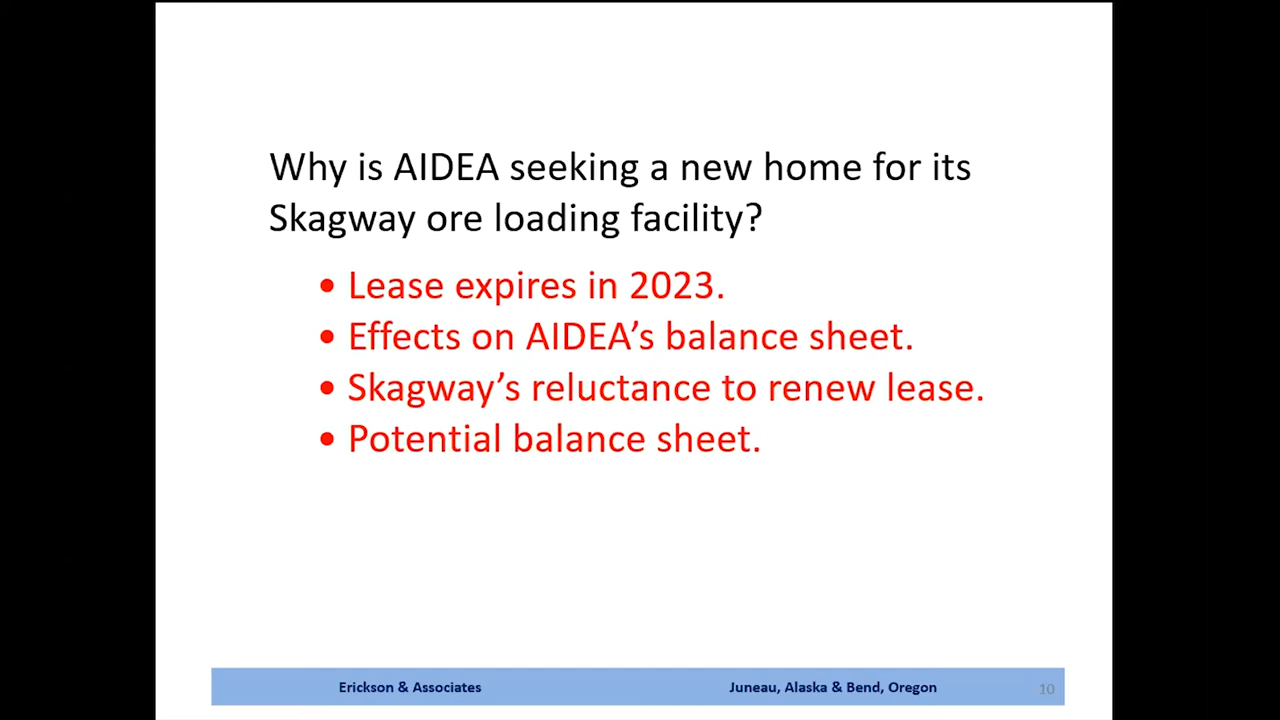 Why is AIDEA seeking a new home for its
Skagway ore loading facility?
• Lease expires in 2023.
• Effects on AIDEA’s balance sheet.
• Skagway’s reluctance to renew lease.
• Potential balance sheet.
Erickson & Associates Juneau, Alaska & Bend, Oregon 10